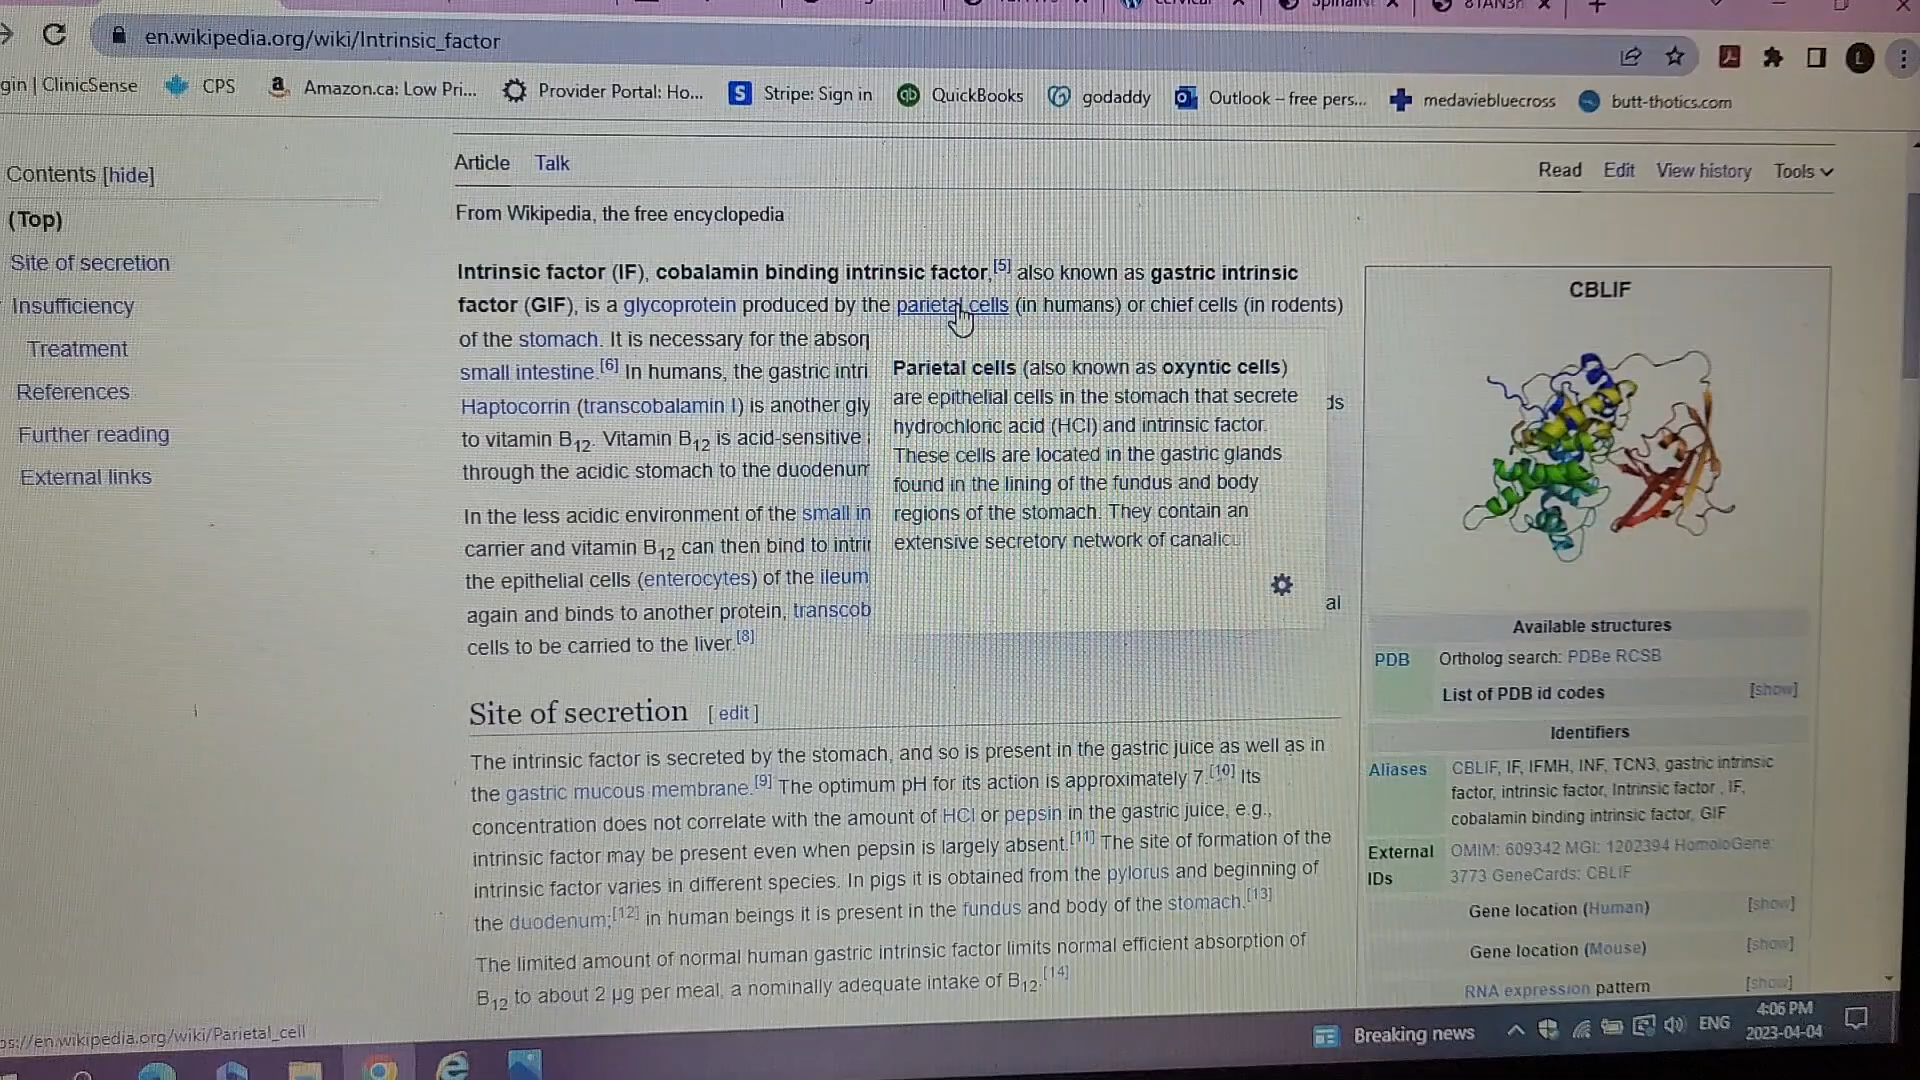 en.wikipedia.org/wiki/Intrinsic_factor
gin | ClinicSense CPS Amazon.ca: Low Pri... Provider Portal: Ho... Stripe: Sign in QuickBooks godaddy Outlook – free pers... medaviebluecross butt-thotics.com
Contents [hide]
(Top)
Site of secretion
Insufficiency
Treatment
References
Further reading
External links
Article Talk
Read Edit View history Tools
From Wikipedia, the free encyclopedia
Intrinsic factor (IF), cobalamin binding intrinsic factor,[5] also known as gastric intrinsic
factor (GIF), is a glycoprotein produced by the parietal cells (in humans) or chief cells (in rodents)
of the stomach. It is necessary for the absor
small intestine.[6] In humans, the gastric intri
Haptocorrin (transcobalamin I) is another gly
to vitamin B12. Vitamin B12 is acid-sensitive
through the acidic stomach to the duodenum
In the less acidic environment of the small in
carrier and vitamin B12 can then bind to intrin
the epithelial cells (enterocytes) of the ileum
again and binds to another protein, transcob
cells to be carried to the liver.[8]
Parietal cells (also known as oxyntic cells)
are epithelial cells in the stomach that secrete
hydrochloric acid (HCl) and intrinsic factor.
These cells are located in the gastric glands
found in the lining of the fundus and body
regions of the stomach. They contain an
extensive secretory network of canalicul
ds
al
Site of secretion [ edit ]
The intrinsic factor is secreted by the stomach, and so is present in the gastric juice as well as in
the gastric mucous membrane.[9] The optimum pH for its action is approximately 7.[10] Its
concentration does not correlate with the amount of HCl or pepsin in the gastric juice, e.g.,
intrinsic factor may be present even when pepsin is largely absent.[11] The site of formation of the
intrinsic factor varies in different species. In pigs it is obtained from the pylorus and beginning of
the duodenum;[12] in human beings it is present in the fundus and body of the stomach.[13]
The limited amount of normal human gastric intrinsic factor limits normal efficient absorption of
B12 to about 2 μg per meal, a nominally adequate intake of B12.[14]
CBLIF
Available structures
PDB Ortholog search: PDBe RCSB
List of PDB id codes [show]
Identifiers
Aliases CBLIF, IF, IFMH, INF, TCN3, gastric intrinsic
factor, intrinsic factor, Intrinsic factor , IF,
cobalamin binding intrinsic factor, GIF
External IDs OMIM: 609342 MGI: 1202394 HomoloGene:
3773 GeneCards: CBLIF
Gene location (Human) [show]
Gene location (Mouse) [show]
RNA expression pattern [show]
ps://en.wikipedia.org/wiki/Parietal_cell
Breaking news ENG 4:06 PM
2023-04-04